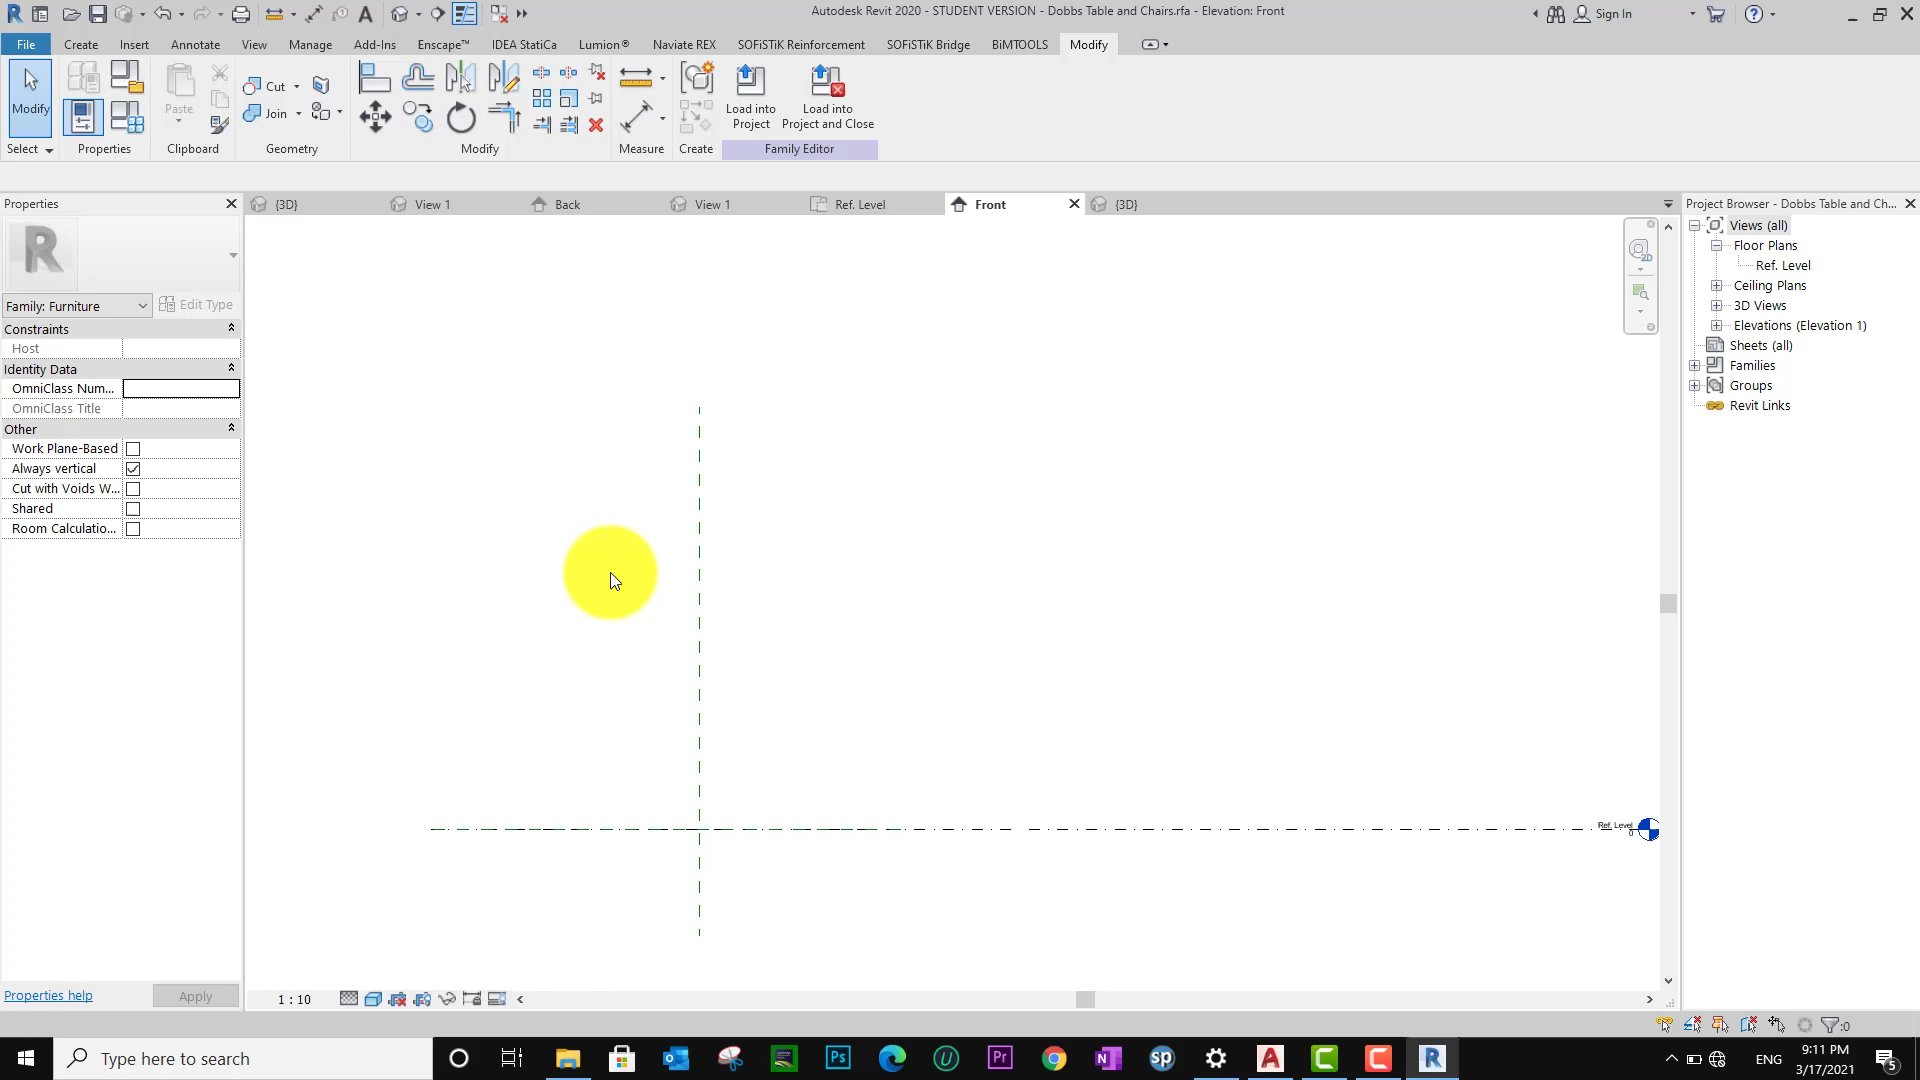 Autodesk Revit 2020 - STUDENT VERSION - Dobbs Table and Chairs.rfa - Elevation: Front
Sign In
File Create Insert Annotate View Manage Add-Ins Enscape™ IDEA StatiCa Lumion® Naviate REX SOFiSTiK Reinforcement SOFiSTiK Bridge BiMTOOLS Modify
Modify
Paste
Cut
Join
Load into
Project
Load into
Project and Close
Select Properties Clipboard Geometry Modify Measure Create Family Editor
Properties
{3D} View 1 Back View 1 Ref. Level Front {3D}
Project Browser - Dobbs Table and Ch...
R
Family: Furniture
Edit Type
Constraints
Host
Identity Data
OmniClass Num...
OmniClass Title
Other
Work Plane-Based
Always vertical
Cut with Voids W...
Shared
Room Calculatio...
Properties help
Apply
2D
Views (all)
Floor Plans
Ref. Level
Ceiling Plans
3D Views
Elevations (Elevation 1)
Sheets (all)
Families
Groups
Revit Links
Ref. Level
0
1 : 10
:0
Type here to search
ENG
9:11 PM
3/17/2021
5